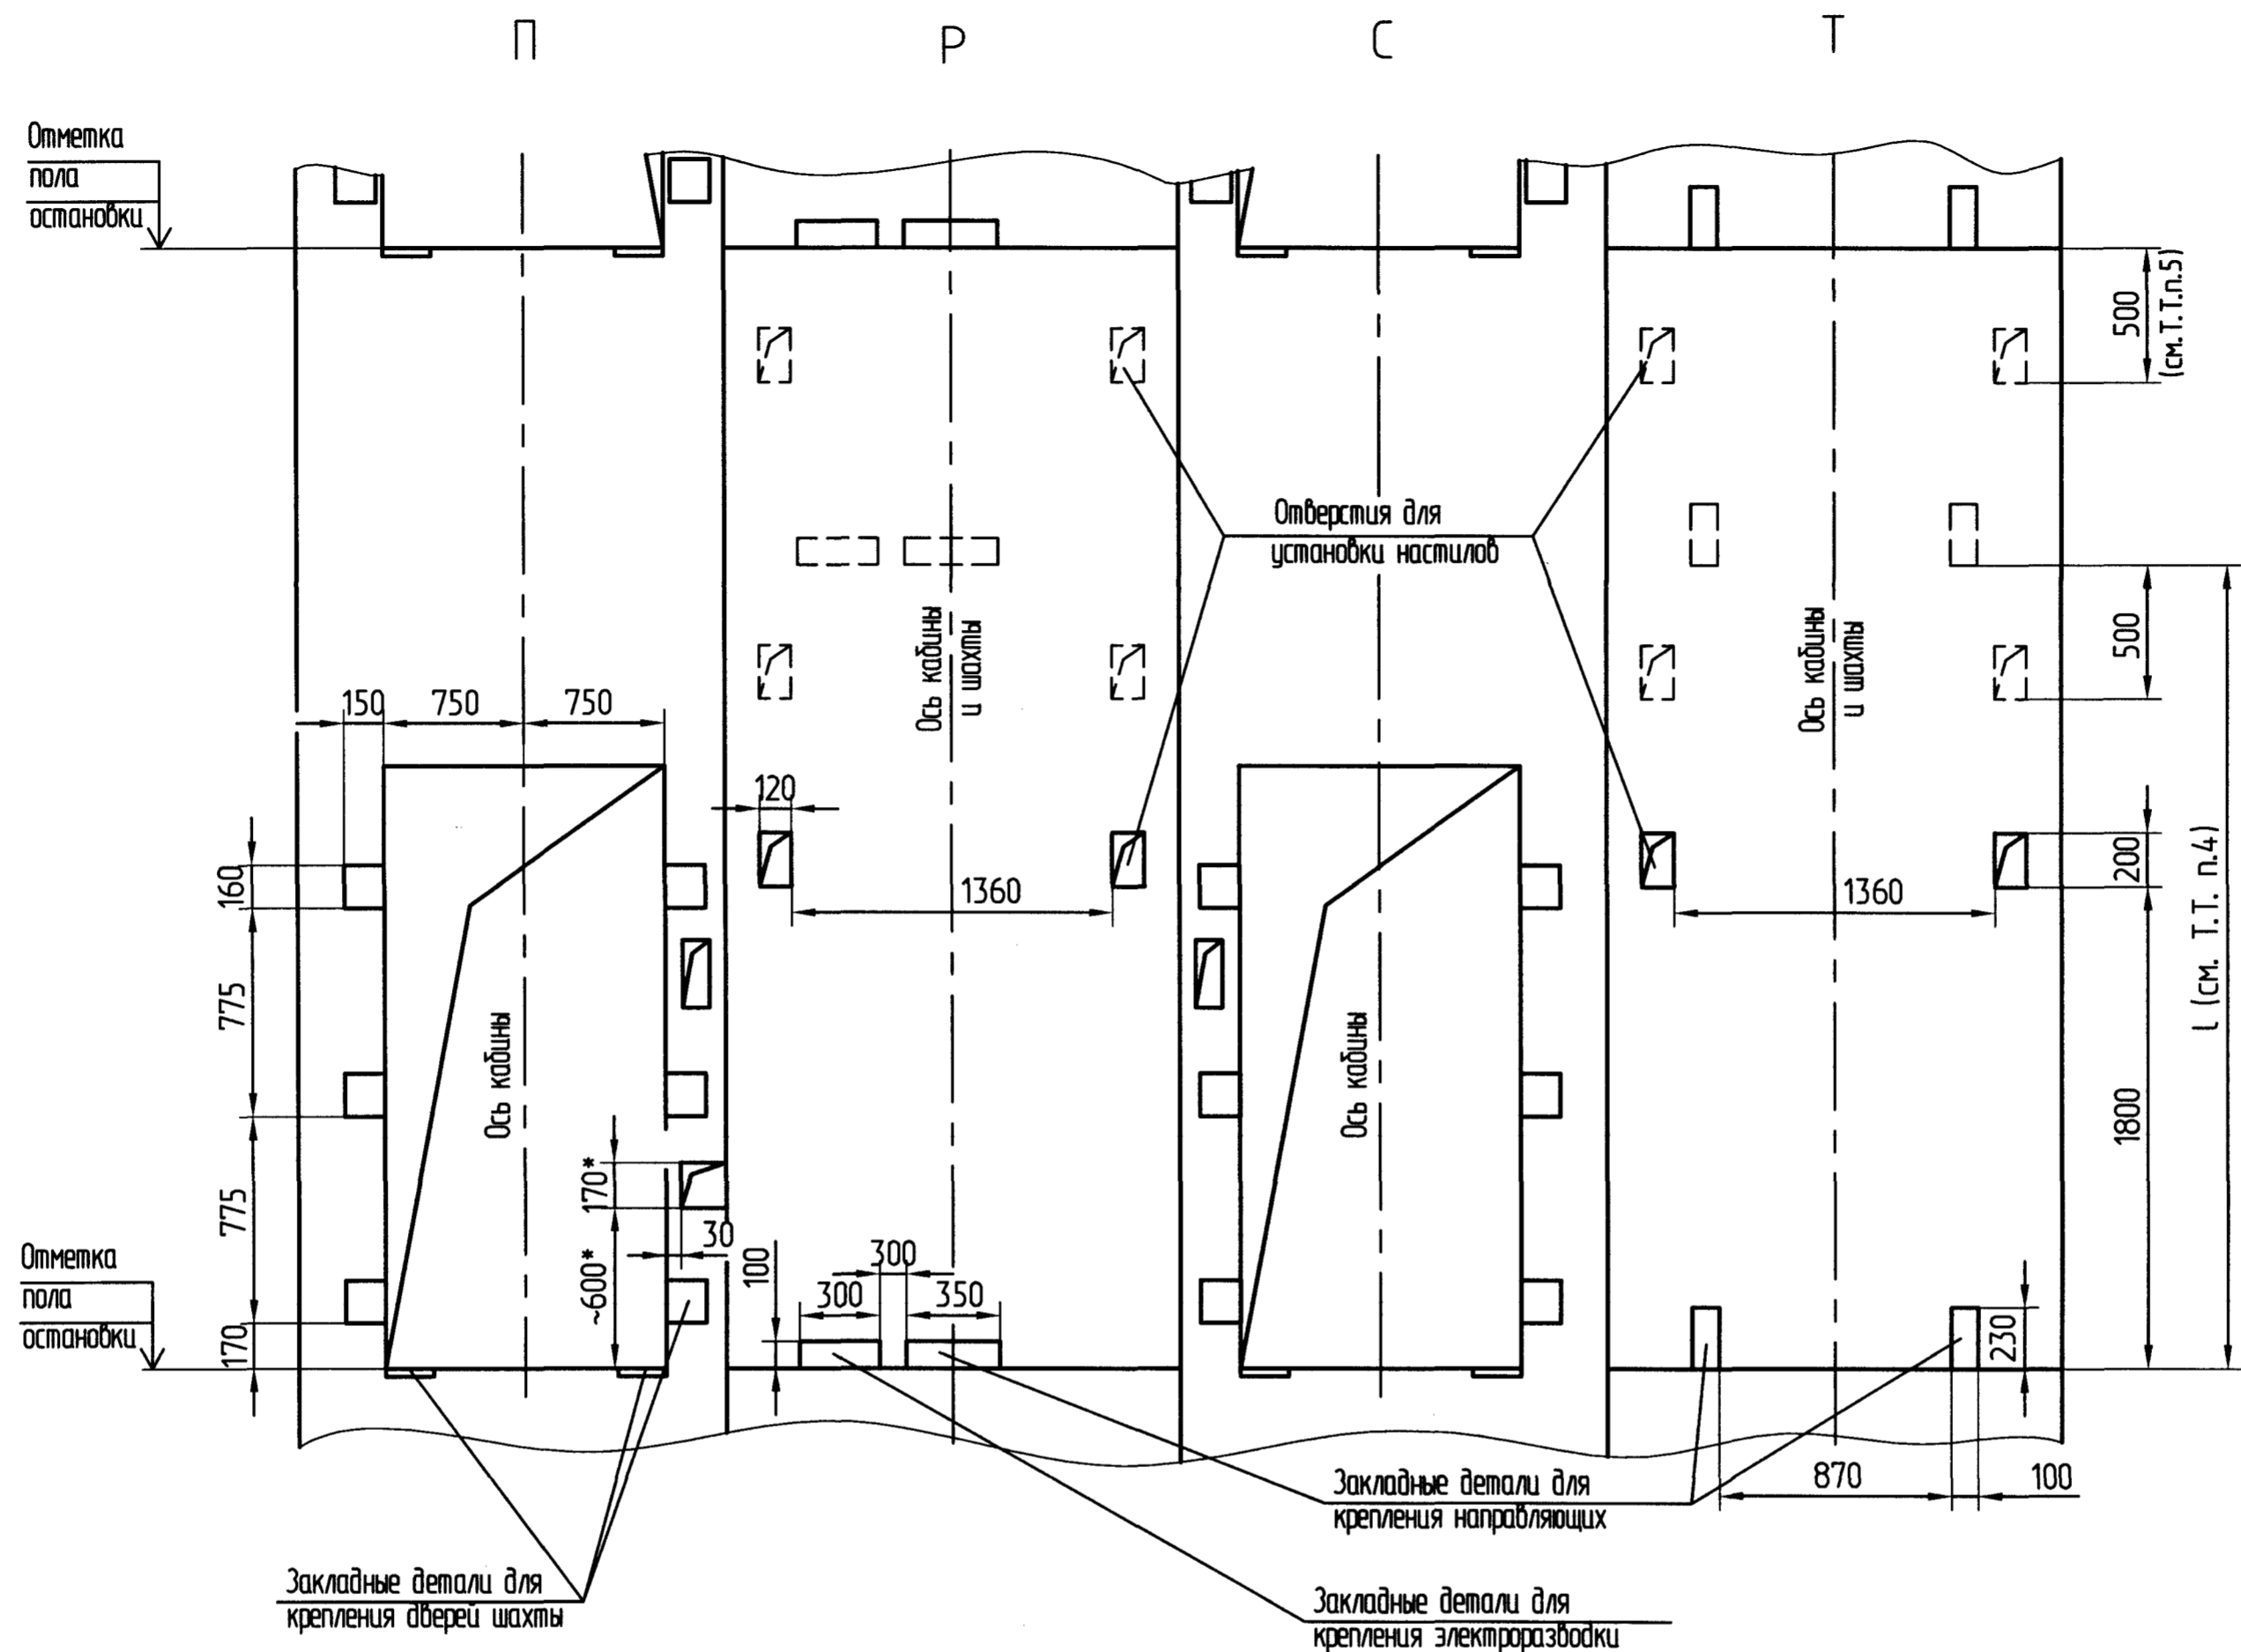 П
Р
С
Т
Отметка
пола
остановки
500
(см. Т.Т.п.5)
Отверстия для
установки настилов
Ось кабины
и шахты
Ось кабины
и шахты
500
150
750
750
120
160
1360
1360
200
l (см. Т.Т. п.4)
775
Ось кабины
Ось кабины
1800
775
170*
30
~600*
Отметка
пола
остановки
170
100
300
300
350
230
Закладные детали для
крепления направляющих
870
100
Закладные детали для
крепления дверей шахты
Закладные детали для
крепления электроразводки